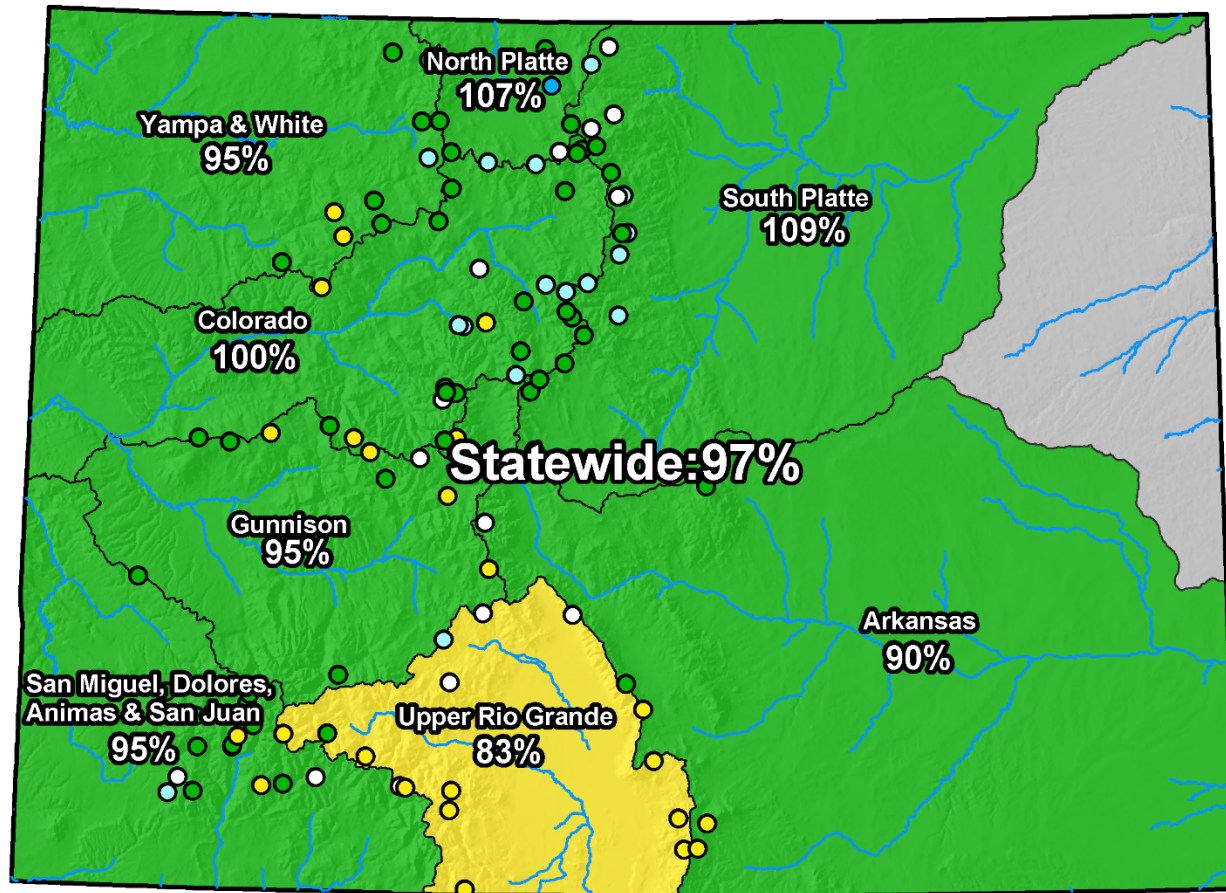 North Platte
107%
Yampa & White
95%
South Platte
109%
Colorado
100%
Statewide:97%
Gunnison
95%
Arkansas
90%
San Miguel, Dolores,
Animas & San Juan
95%
Upper Rio Grande
83%